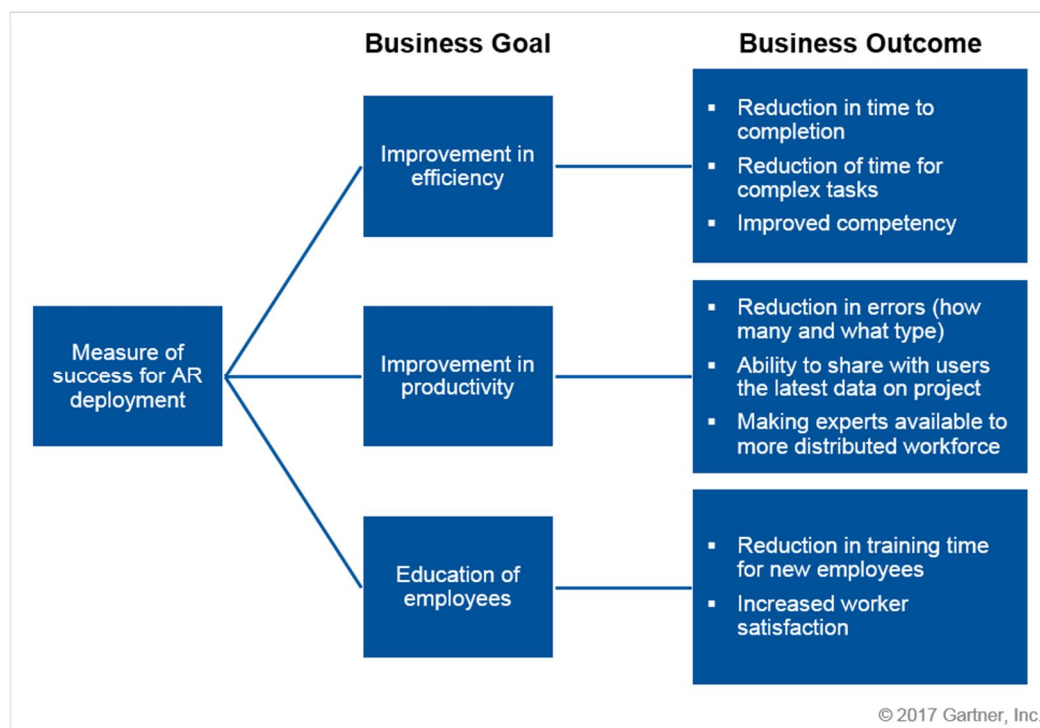 Business Goal
Business Outcome
Measure of
success for AR
deployment
Improvement in
efficiency
▪ Reduction in time to
completion
▪ Reduction of time for
complex tasks
▪ Improved competency
Improvement in
productivity
▪ Reduction in errors (how
many and what type)
▪ Ability to share with users
the latest data on project
▪ Making experts available to
more distributed workforce
Education of
employees
▪ Reduction in training time
for new employees
▪ Increased worker
satisfaction
© 2017 Gartner, Inc.